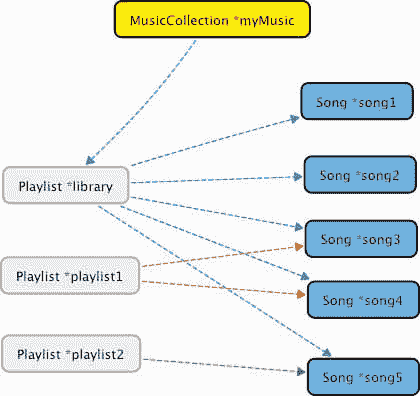 MusicCollection *myMusic
Song *song1
Song *song2
Playlist *library
Song *song3
Playlist *playlist1
Song *song4
Playlist *playlist2
Song *song5